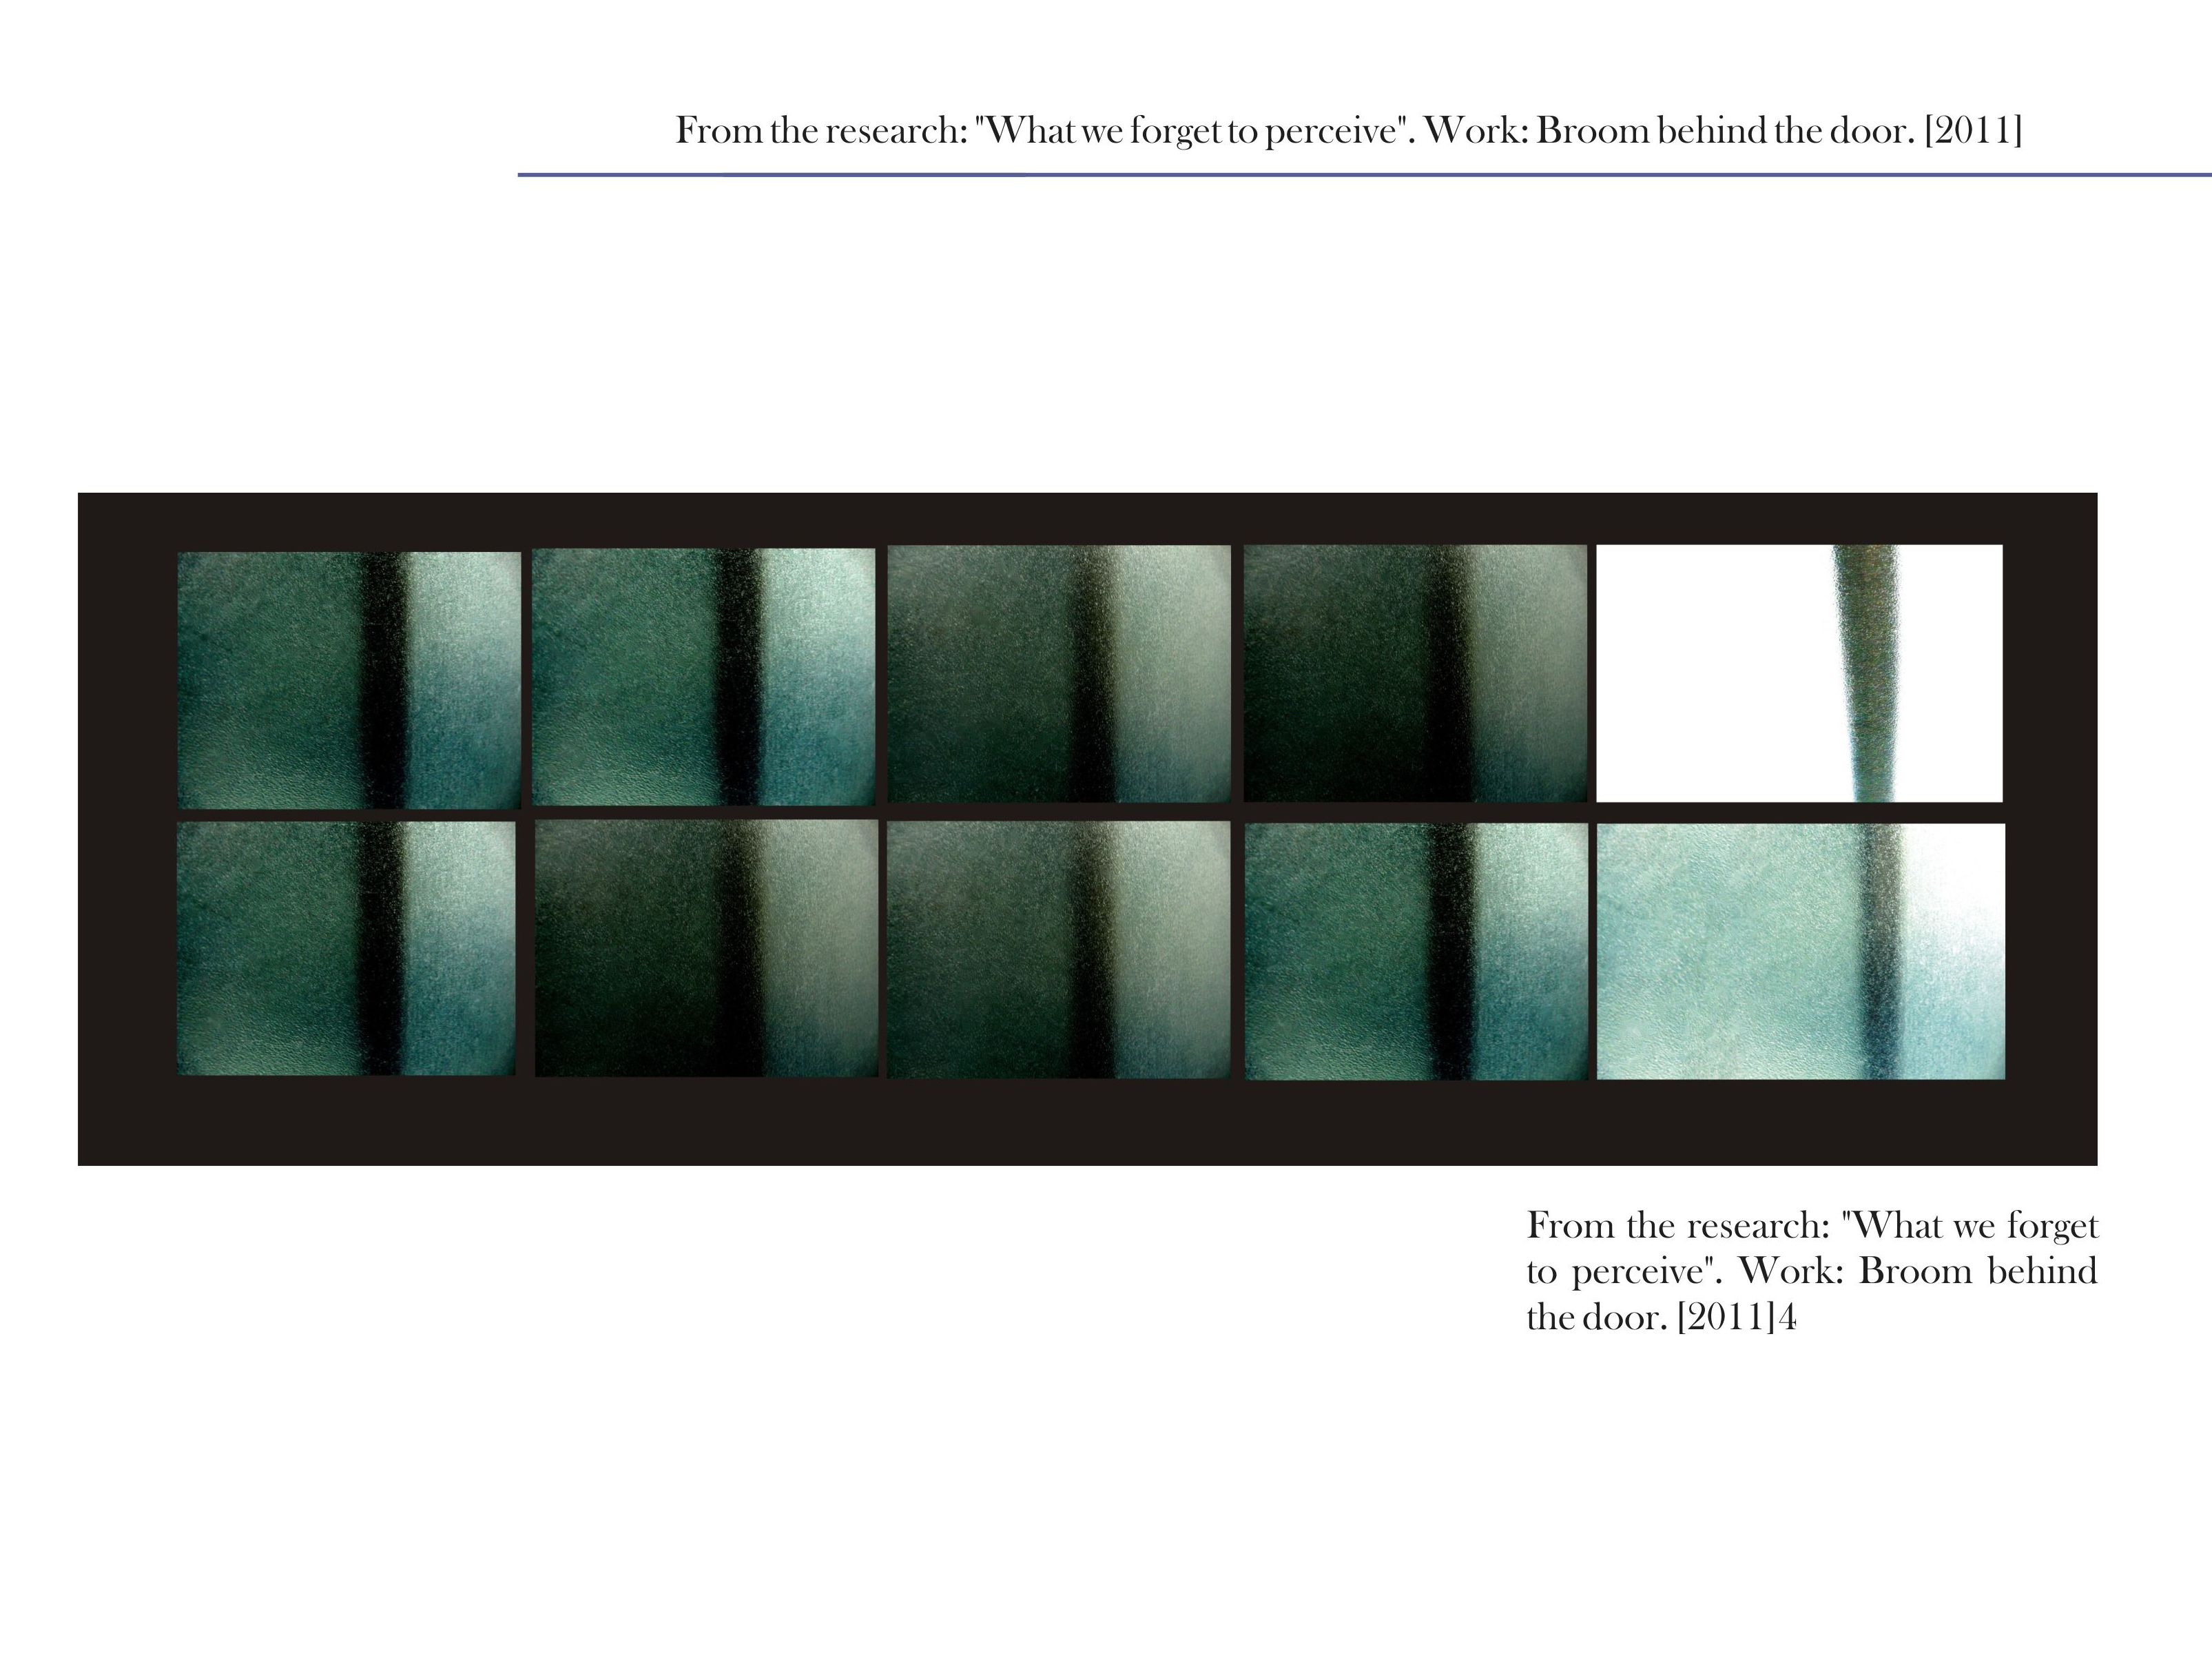 From the research: "What we forget to perceive". Work: Broom behind the door. [2011]
From the research: "What we forget
to perceive". Work: Broom behind
the door. [2011]4